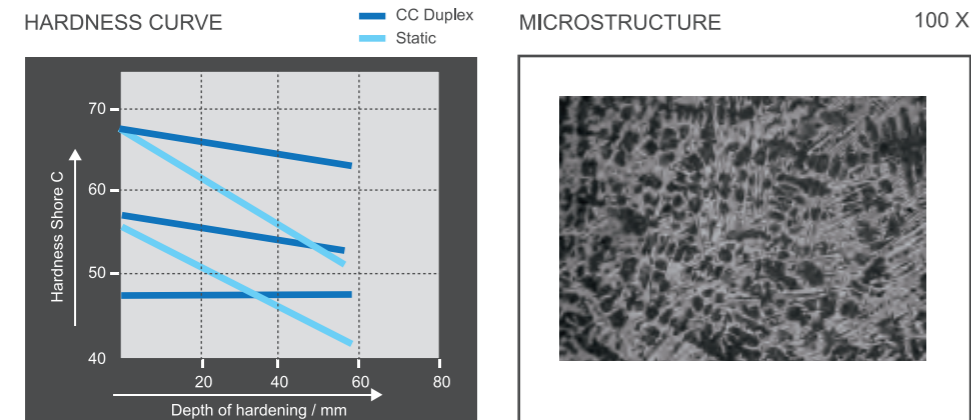 HARDNESS CURVE
CC Duplex
Static
70
60
50
40
Hardness Shore C
20 40 60 80
Depth of hardening / mm
MICROSTRUCTURE
100 X